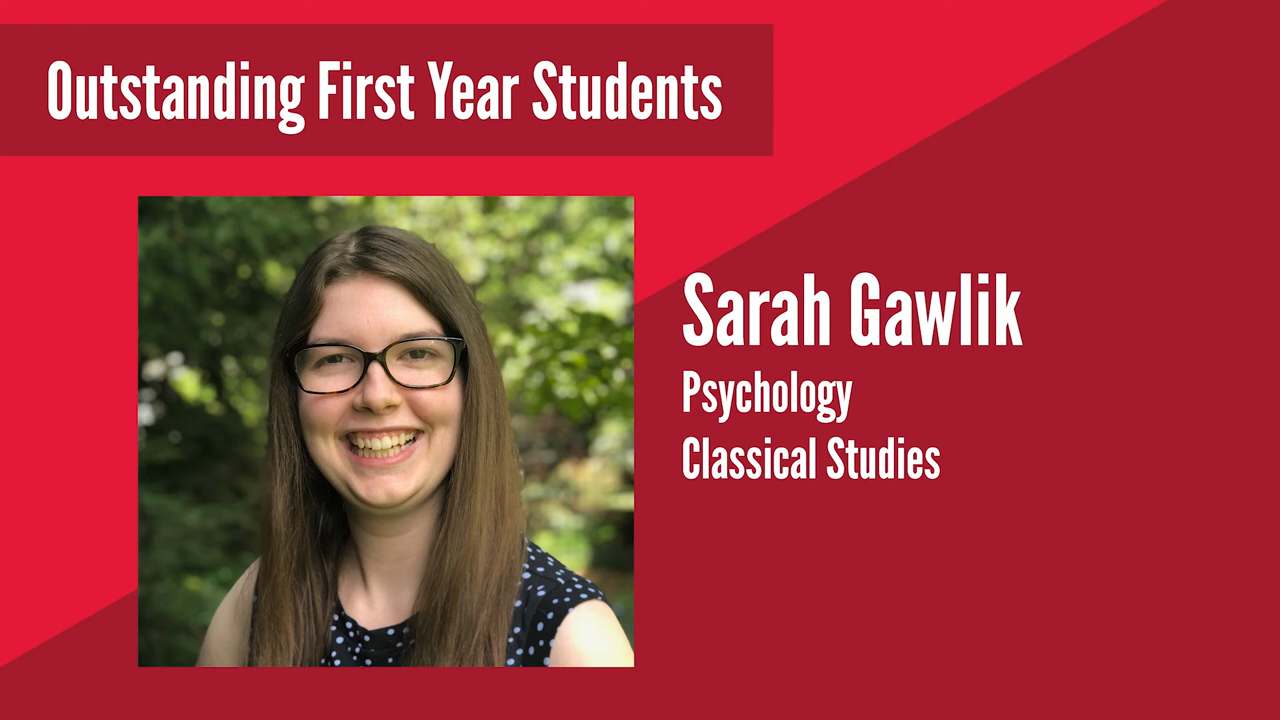 Outstanding First Year Students
Sarah Gawlik
Psychology
Classical Studies